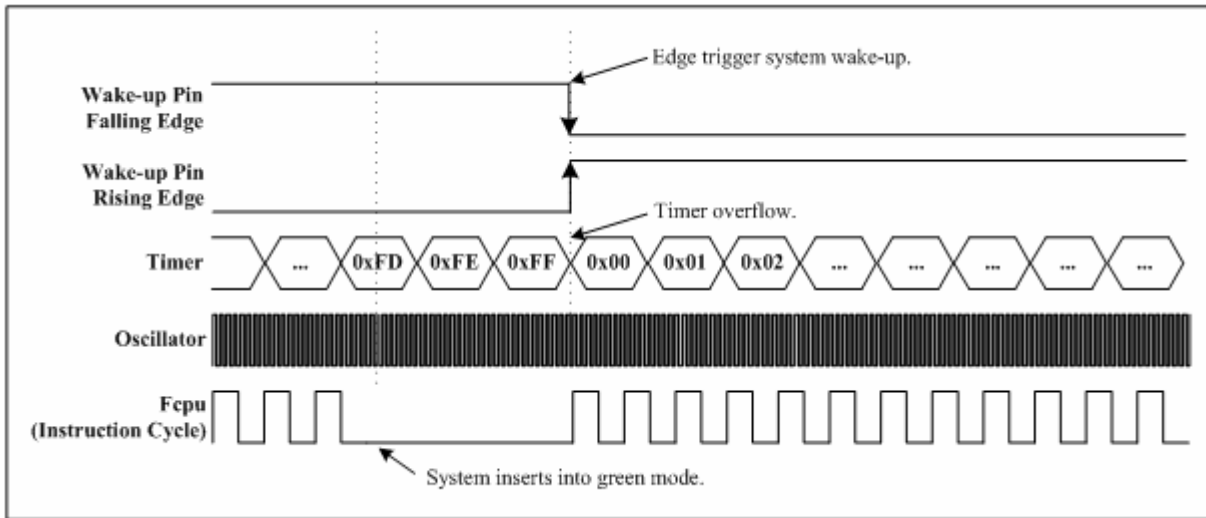 Edge trigger system wake-up.
Wake-up Pin
Falling Edge
Wake-up Pin
Rising Edge
Timer overflow.
Timer
... 0xFD 0xFE 0xFF 0x00 0x01 0x02 ... ... ... ... ...
Oscillator
Fcpu
(Instruction Cycle)
System inserts into green mode.